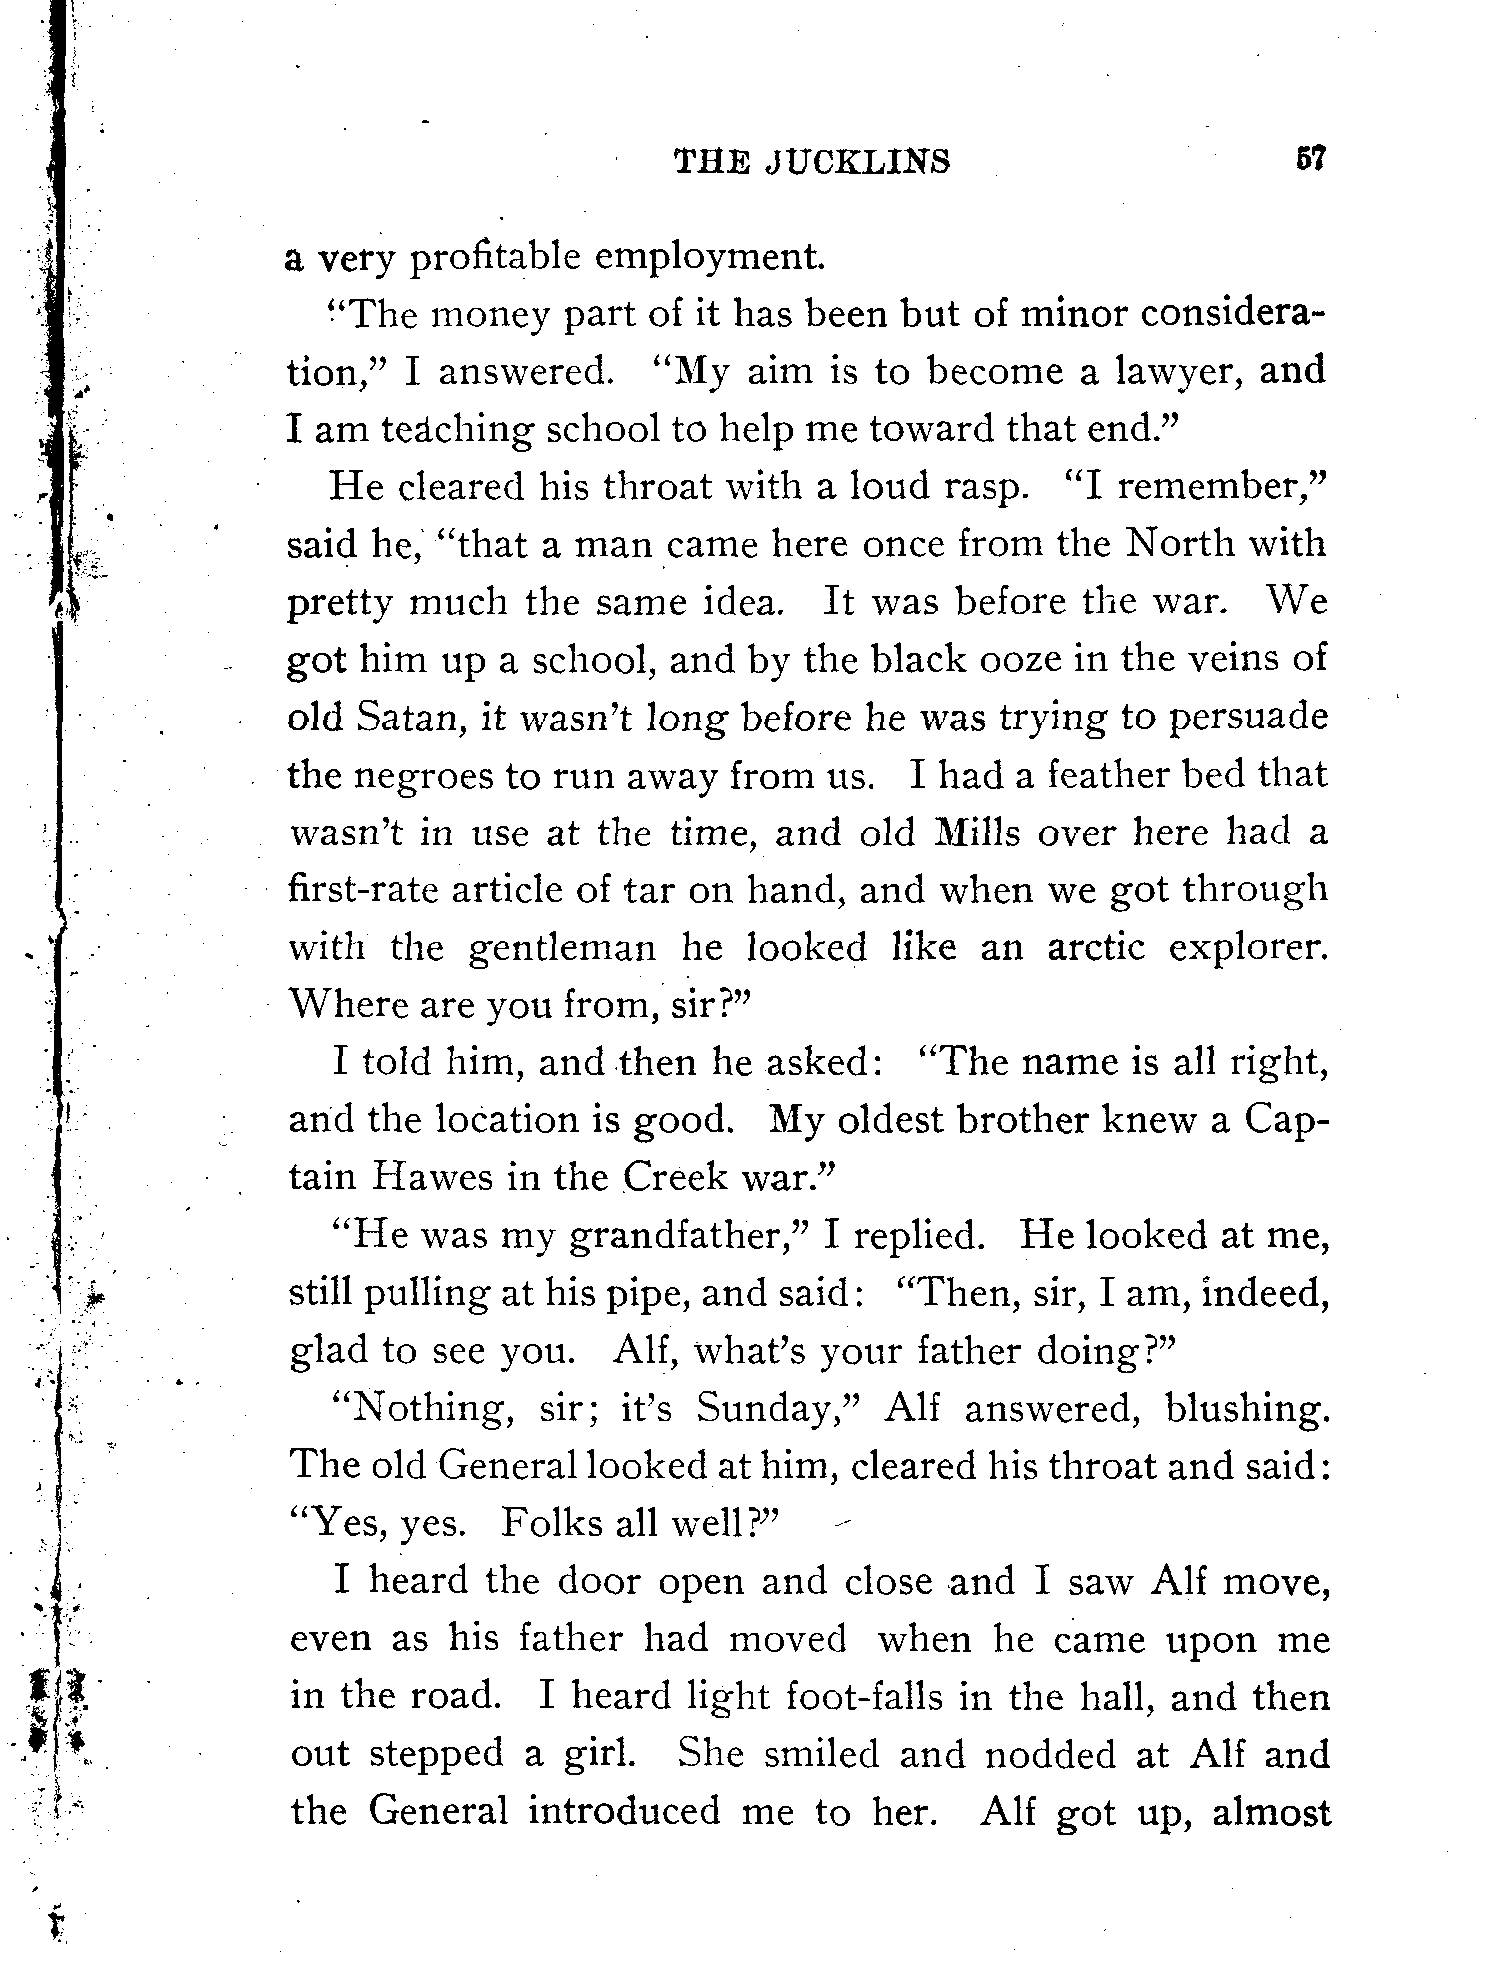 THE JUCKLINS 57
a very profitable employment.
"The money part of it has been but of minor considera-
tion," I answered. "My aim is to become a lawyer, and
I am teaching school to help me toward that end."
He cleared his throat with a loud rasp. "I remember,"
said he, "that a man came here once from the North with
pretty much the same idea. It was before the war. We
got him up a school, and by the black ooze in the veins of
old Satan, it wasn't long before he was trying to persuade
the negroes to run away from us. I had a feather bed that
wasn't in use at the time, and old Mills over here had a
first-rate article of tar on hand, and when we got through
with the gentleman he looked like an arctic explorer.
Where are you from, sir?"
I told him, and then he asked: "The name is all right,
and the location is good. My oldest brother knew a Cap-
tain Hawes in the Creek war."
"He was my grandfather," I replied. He looked at me,
still pulling at his pipe, and said: "Then, sir, I am, indeed,
glad to see you. Alf, what's your father doing?"
"Nothing, sir; it's Sunday," Alf answered, blushing.
The old General looked at him, cleared his throat and said:
"Yes, yes. Folks all well?"
I heard the door open and close and I saw Alf move,
even as his father had moved when he came upon me
in the road. I heard light foot-falls in the hall, and then
out stepped a girl. She smiled and nodded at Alf and
the General introduced me to her. Alf got up, almost